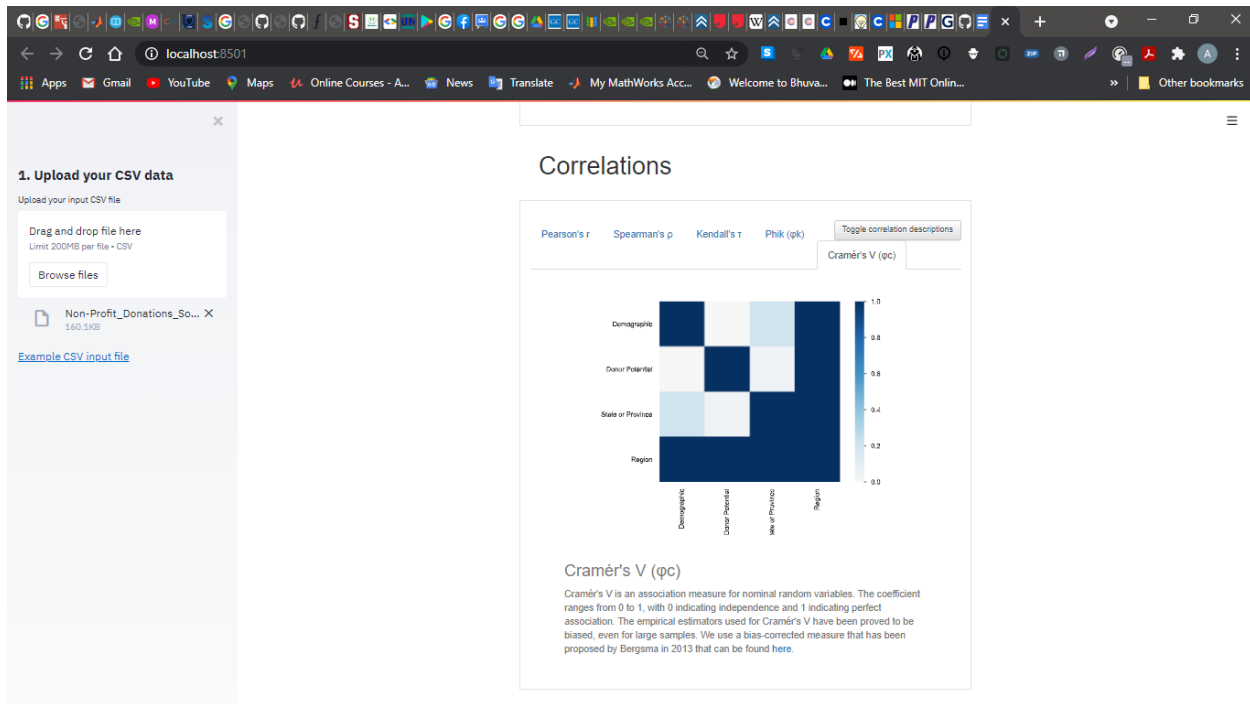 localhost:8501
Apps Gmail YouTube Maps Online Courses - A... News Translate My MathWorks Acc... Welcome to Bhuva... The Best MIT Onlin... » Other bookmarks
1. Upload your CSV data
Upload your input CSV file
Drag and drop file here
Limit 200MB per file • CSV
Browse files
Non-Profit_Donations_So...
160.1KB
Example CSV input file
Correlations
Toggle correlation descriptions
Pearson's r Spearman's ρ Kendall's τ Phik (φk)
Cramér's V (φc)
Demographic
Donor Potential
State or Province
Region
1.0
0.8
0.6
0.4
0.2
0.0
Demographic
Donor Potential
tate or Province
Region
Cramér's V (φc)
Cramér's V is an association measure for nominal random variables. The coefficient
ranges from 0 to 1, with 0 indicating independence and 1 indicating perfect
association. The empirical estimators used for Cramér's V have been proved to be
biased, even for large samples. We use a bias-corrected measure that has been
proposed by Bergsma in 2013 that can be found here.